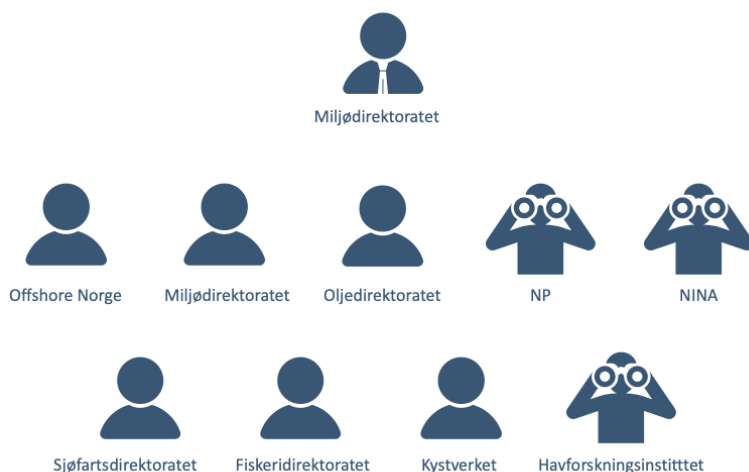 Miljødirektoratet
Offshore Norge Miljødirektoratet Oljedirektoratet NP NINA
Sjøfartsdirektoratet Fiskeridirektoratet Kystverket Havforskningsinstitttet